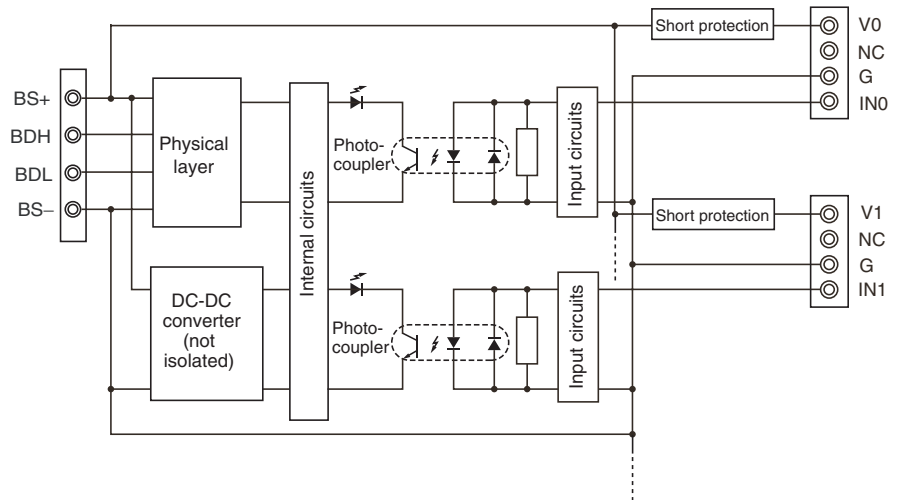 Short protection
V0
NC
G
IN0
BS+
BDH
BDL
BS–
Physical
layer
Internal circuits
Photo-
coupler
Input circuits
Short protection
V1
NC
G
IN1
DC-DC
converter
(not
isolated)
Photo-
coupler
Input circuits